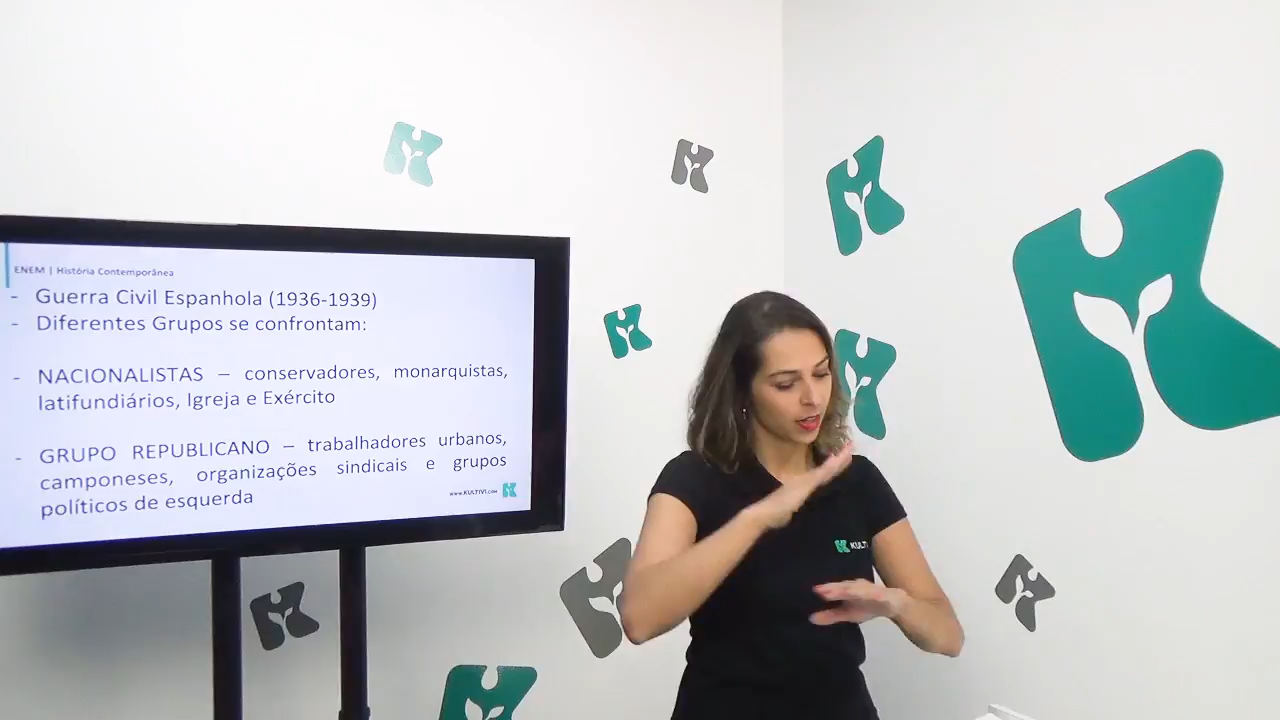 ENEM | História Contemporânea
- Guerra Civil Espanhola (1936-1939)
- Diferentes Grupos se confrontam:
- NACIONALISTAS – conservadores, monarquistas,
latifundiários, Igreja e Exército
- GRUPO REPUBLICANO – trabalhadores urbanos,
camponeses, organizações sindicais e grupos
políticos de esquerda
www.KULTIVI.com